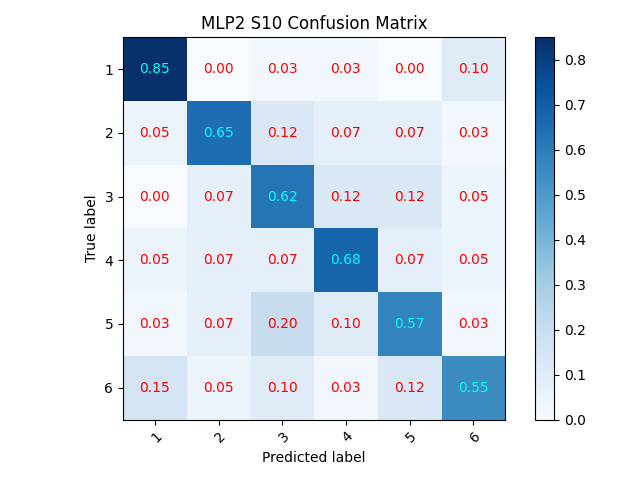 MLP2 S10 Confusion Matrix
1 0.85 0.00 0.03 0.03 0.00 0.10
2 0.05 0.65 0.12 0.07 0.07 0.03
3 0.00 0.07 0.62 0.12 0.12 0.05
4 0.05 0.07 0.07 0.68 0.07 0.05
5 0.03 0.07 0.20 0.10 0.57 0.03
6 0.15 0.05 0.10 0.03 0.12 0.55
1 2 3 4 5 6
True label
Predicted label
0.8
0.7
0.6
0.5
0.4
0.3
0.2
0.1
0.0